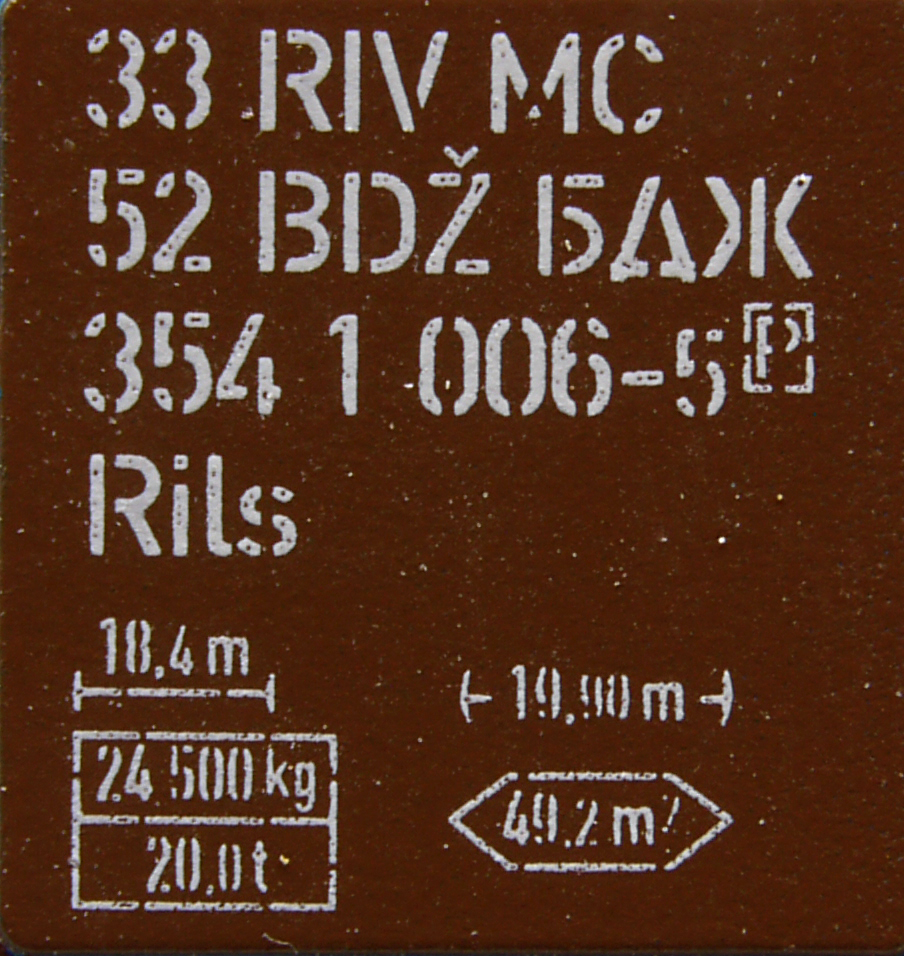 33 RIV MC
52 BDŽ БДЖ
354 1 006-5 P
Rils
18,4 m
19,90 m
24 500 kg
49,2 m²
20,0 t